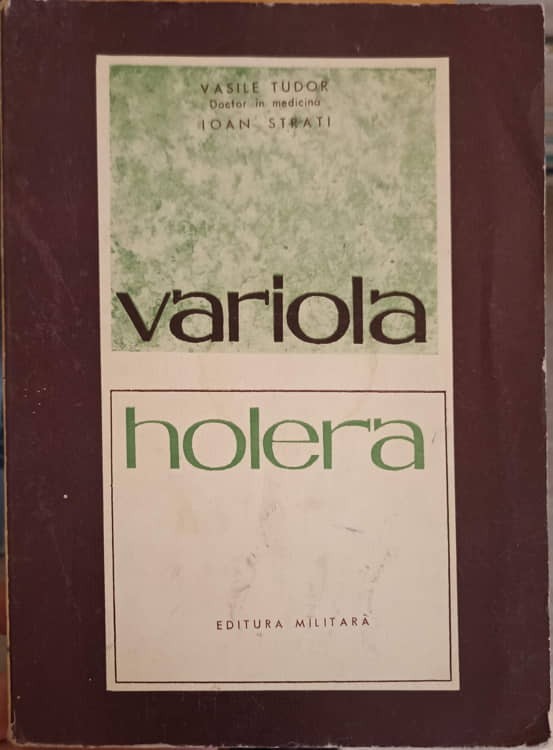 VASILE TUDOR
Doctor în medicină
IOAN STRATI
variola
holera
EDITURA MILITARĂ